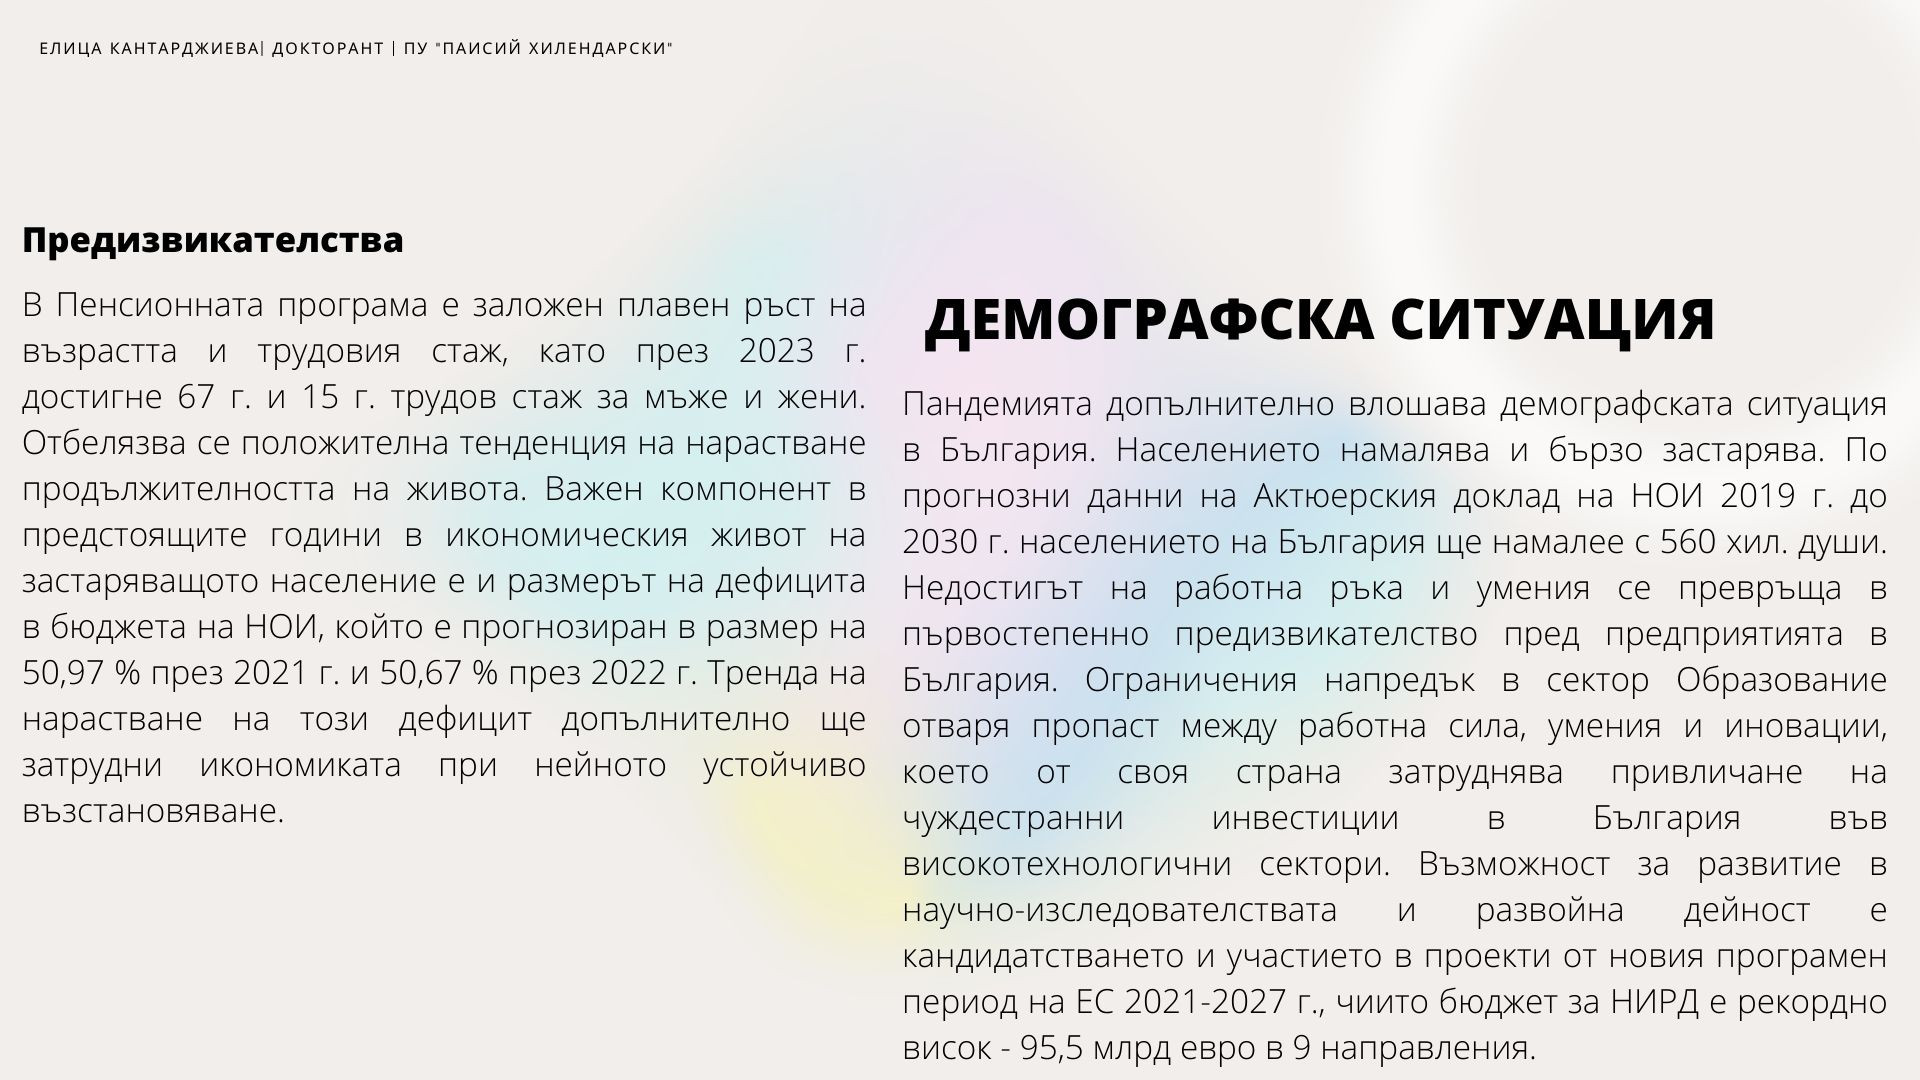 ЕЛИЦА КАНТАРДЖИЕВА| ДОКТОРАНТ | ПУ "ПАИСИЙ ХИЛЕНДАРСКИ"
Предизвикателства
В Пенсионната програма е заложен плавен ръст на
възрастта и трудовия стаж, като през 2023 г.
достигне 67 г. и 15 г. трудов стаж за мъже и жени.
Отбелязва се положителна тенденция на нарастване
продължителността на живота. Важен компонент в
предстоящите години в икономическия живот на
застаряващото население е и размерът на дефицита
в бюджета на НОИ, който е прогнозиран в размер на
50,97 % през 2021 г. и 50,67 % през 2022 г. Тренда на
нарастване на този дефицит допълнително ще
затрудни икономиката при нейното устойчиво
възстановяване.
ДЕМОГРАФСКА СИТУАЦИЯ
Пандемията допълнително влошава демографската ситуация
в България. Населението намалява и бързо застарява. По
прогнозни данни на Актюерския доклад на НОИ 2019 г. до
2030 г. населението на България ще намалее с 560 хил. души.
Недостигът на работна ръка и умения се превръща в
първостепенно предизвикателство пред предприятията в
България. Ограничения напредък в сектор Образование
отваря пропаст между работна сила, умения и иновации,
което от своя страна затруднява привличане на
чуждестранни инвестиции в България във
високотехнологични сектори. Възможност за развитие в
научно-изследователствата и развойна дейност е
кандидатстването и участието в проекти от новия програмен
период на ЕС 2021-2027 г., чиито бюджет за НИРД е рекордно
висок - 95,5 млрд евро в 9 направления.